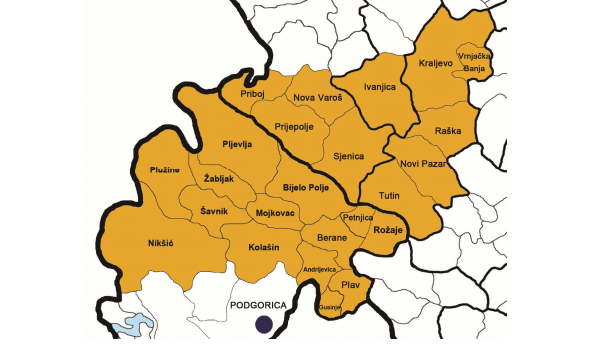 Kraljevo
Vrnjačka
Banja
Ivanjica
Priboj
Nova Varoš
Prijepolje
Raška
Pljevlja
Sjenica
Novi Pazar
Plužine
Žabljak
Bijelo Polje
Tutin
Šavnik
Mojkovac
Petnjica
Rožaje
Nikšić
Kolašin
Berane
Andrijevica
Plav
Gusinje
PODGORICA